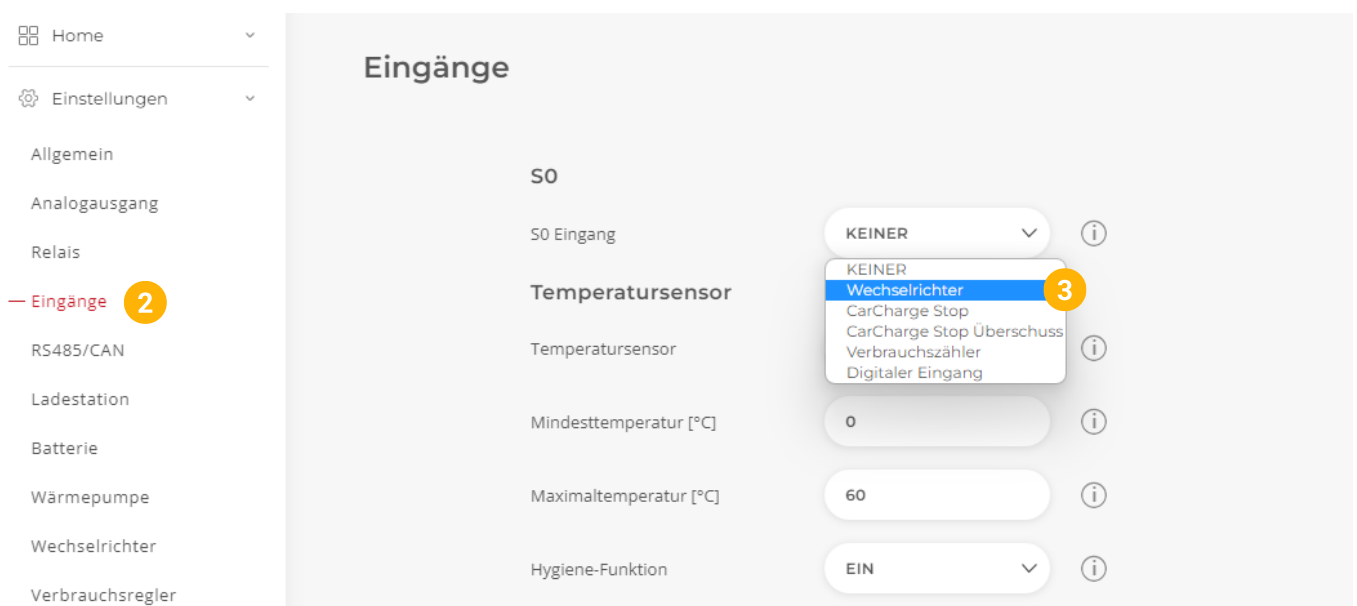 Home
Einstellungen
Allgemein
Analogausgang
Relais
Eingänge 2
RS485/CAN
Ladestation
Batterie
Wärmepumpe
Wechselrichter
Verbrauchsregler
Eingänge
S0
S0 Eingang KEINER
KEINER
Wechselrichter 3
CarCharge Stop
CarCharge Stop Überschuss
Verbrauchszähler
Digitaler Eingang
Temperatursensor
Temperatursensor
Mindesttemperatur [°C] 0
Maximaltemperatur [°C] 60
Hygiene-Funktion EIN